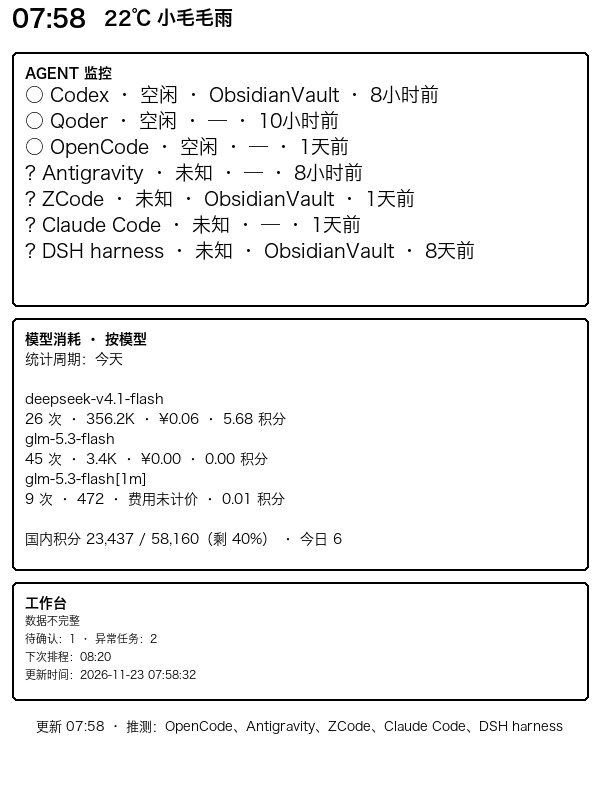 07:58 22℃ 小毛毛雨
AGENT 监控
○ Codex · 空闲 · ObsidianVault · 8小时前
○ Qoder · 空闲 · — · 10小时前
○ OpenCode · 空闲 · — · 1天前
? Antigravity · 未知 · — · 8小时前
? ZCode · 未知 · ObsidianVault · 1天前
? Claude Code · 未知 · — · 1天前
? DSH harness · 未知 · ObsidianVault · 8天前
模型消耗 · 按模型
统计周期：今天
deepseek-v4.1-flash
26 次 · 356.2K · ¥0.06 · 5.68 积分
glm-5.3-flash
45 次 · 3.4K · ¥0.00 · 0.00 积分
glm-5.3-flash[1m]
9 次 · 472 · 费用未计价 · 0.01 积分
国内积分 23,437 / 58,160（剩 40%） · 今日 6
工作台
数据不完整
待确认：1 · 异常任务：2
下次排程：08:20
更新时间：2026-11-23 07:58:32
更新 07:58 · 推测：OpenCode、Antigravity、ZCode、Claude Code、DSH harness